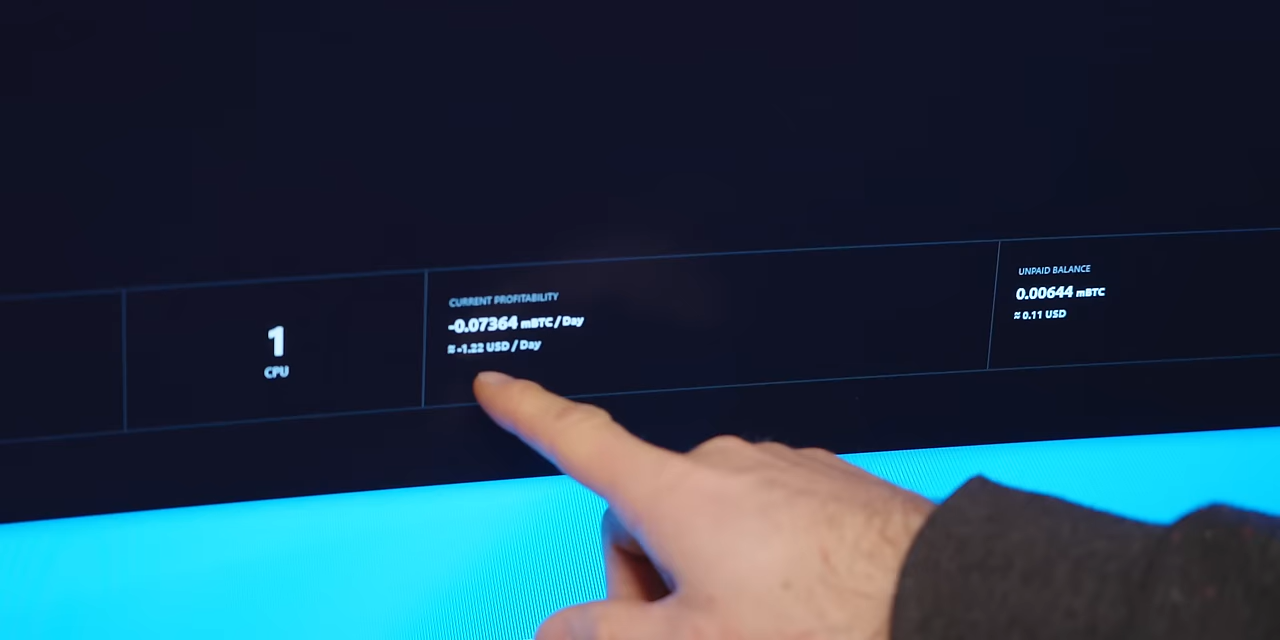 1
CPU
CURRENT PROFITABILITY
-0.07364 mBTC / Day
≈ -1.22 USD / Day
UNPAID BALANCE
0.00644 mBTC
≈ 0.11 USD